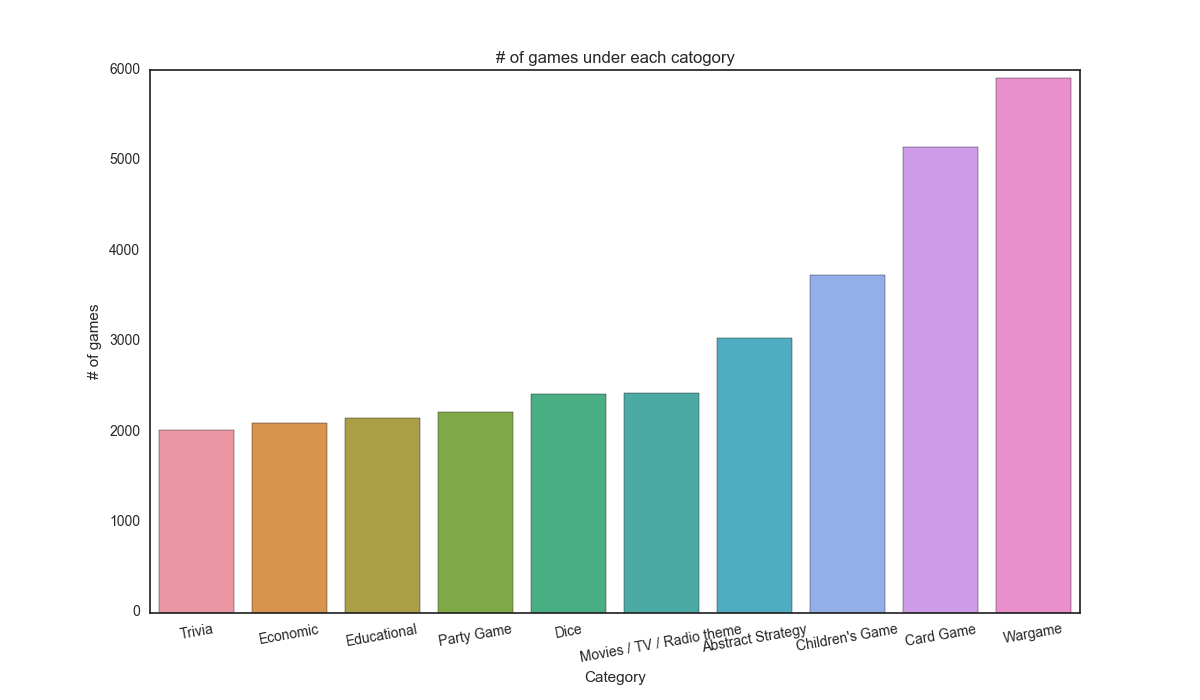 # of games under each catogory
6000
5000
4000
3000
2000
1000
0
# of games
Trivia
Economic
Educational
Party Game
Dice
Movies / TV / Radio theme
Abstract Strategy
Children's Game
Card Game
Wargame
Category